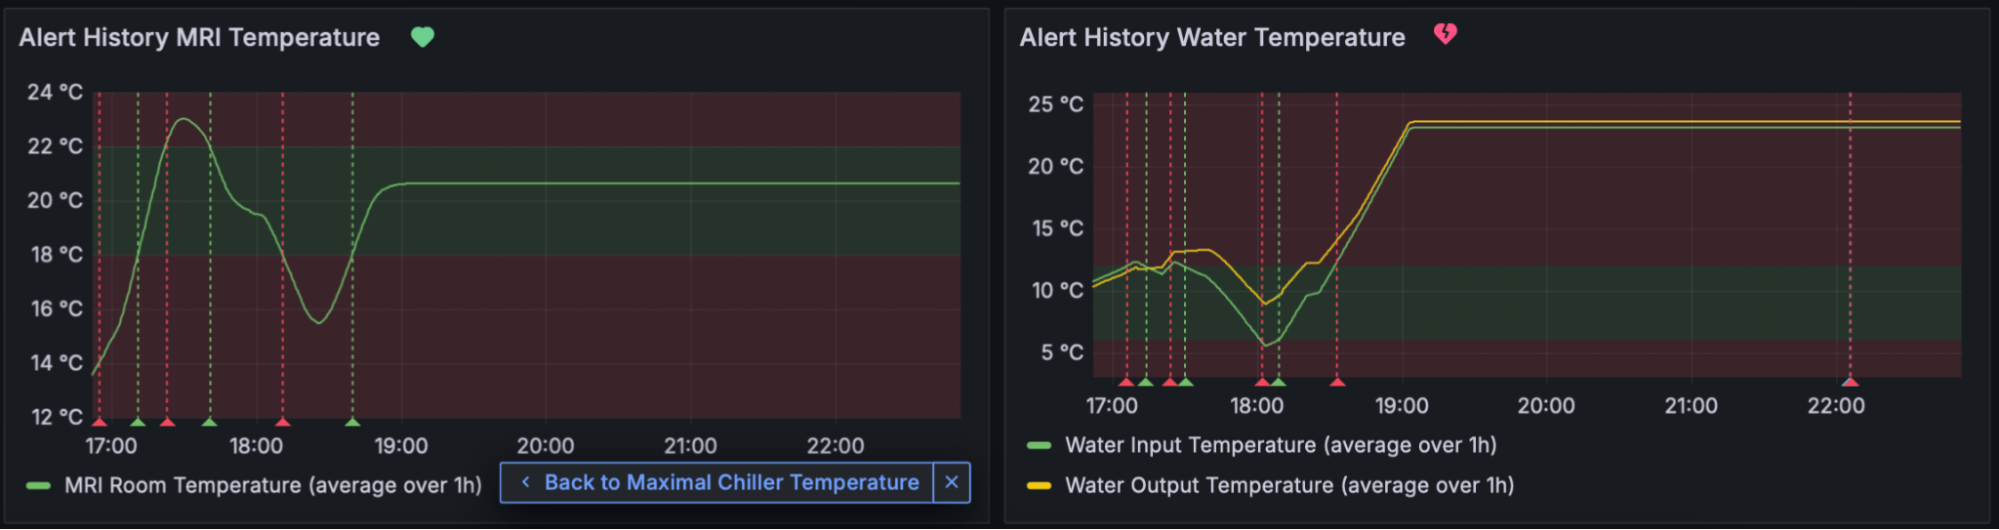 Alert History MRI Temperature
24 °C
22 °C
20 °C
18 °C
16 °C
14 °C
12 °C
17:00 18:00 19:00 20:00 21:00 22:00
MRI Room Temperature (average over 1h)
Back to Maximal Chiller Temperature
Alert History Water Temperature
25 °C
20 °C
15 °C
10 °C
5 °C
17:00 18:00 19:00 20:00 21:00 22:00
Water Input Temperature (average over 1h)
Water Output Temperature (average over 1h)